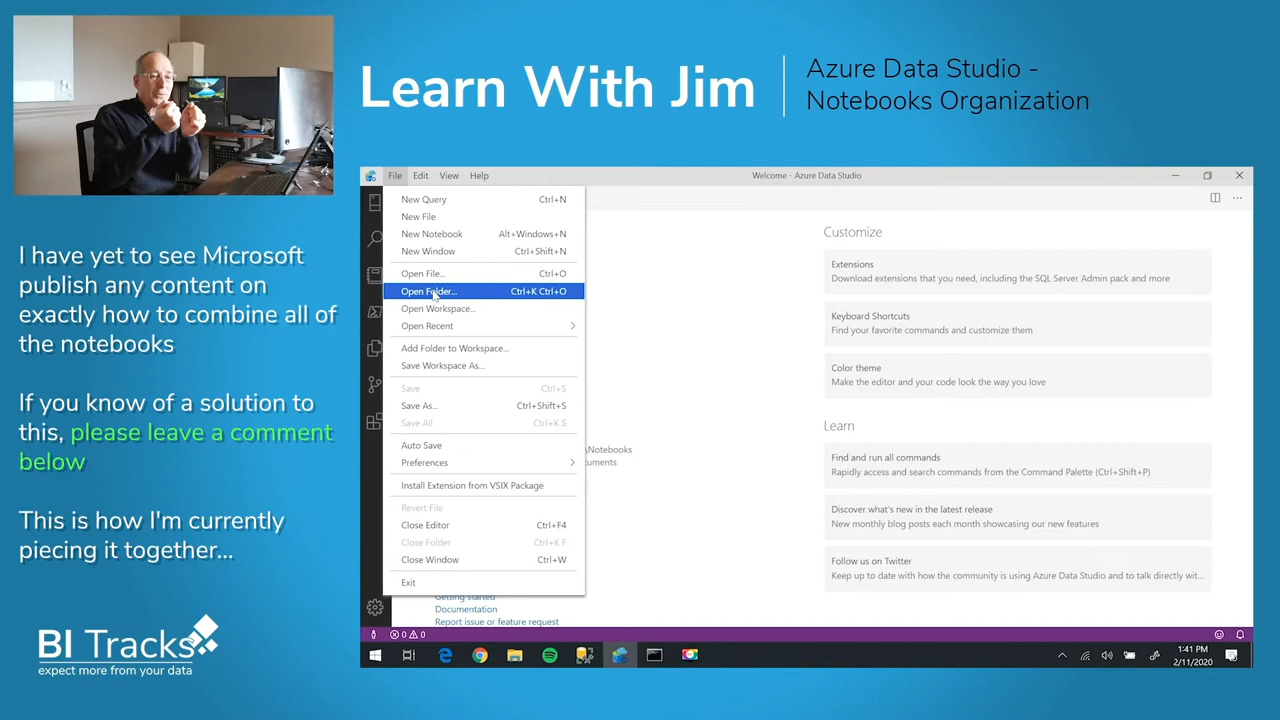 Learn With Jim
Azure Data Studio -
Notebooks Organization
I have yet to see Microsoft
publish any content on
exactly how to combine all of
the notebooks
If you know of a solution to
this, please leave a comment
below
This is how I'm currently
piecing it together...
BI Tracks
expect more from your data
File Edit View Help
Welcome - Azure Data Studio
New Query Ctrl+N
New File
New Notebook Alt+Windows+N
New Window Ctrl+Shift+N
Open File... Ctrl+O
Open Folder... Ctrl+K Ctrl+O
Open Workspace...
Open Recent
Add Folder to Workspace...
Save Workspace As...
Save Ctrl+S
Save As... Ctrl+Shift+S
Save All Ctrl+K S
Auto Save
Preferences
Install Extension from VSIX Package
Revert File
Close Editor Ctrl+F4
Close Folder Ctrl+K F
Close Window Ctrl+W
Exit
\Notebooks
cuments
Getting started
Documentation
Report issue or feature request
Customize
Extensions
Download extensions that you need, including the SQL Server Admin pack and more
Keyboard Shortcuts
Find your favorite commands and customize them
Color theme
Make the editor and your code look the way you love
Learn
Find and run all commands
Rapidly access and search commands from the Command Palette (Ctrl+Shift+P)
Discover what's new in the latest release
New monthly blog posts each month showcasing our new features
Follow us on Twitter
Keep up to date with how the community is using Azure Data Studio and to talk directly wit...
0 0
1:41 PM
2/11/2020